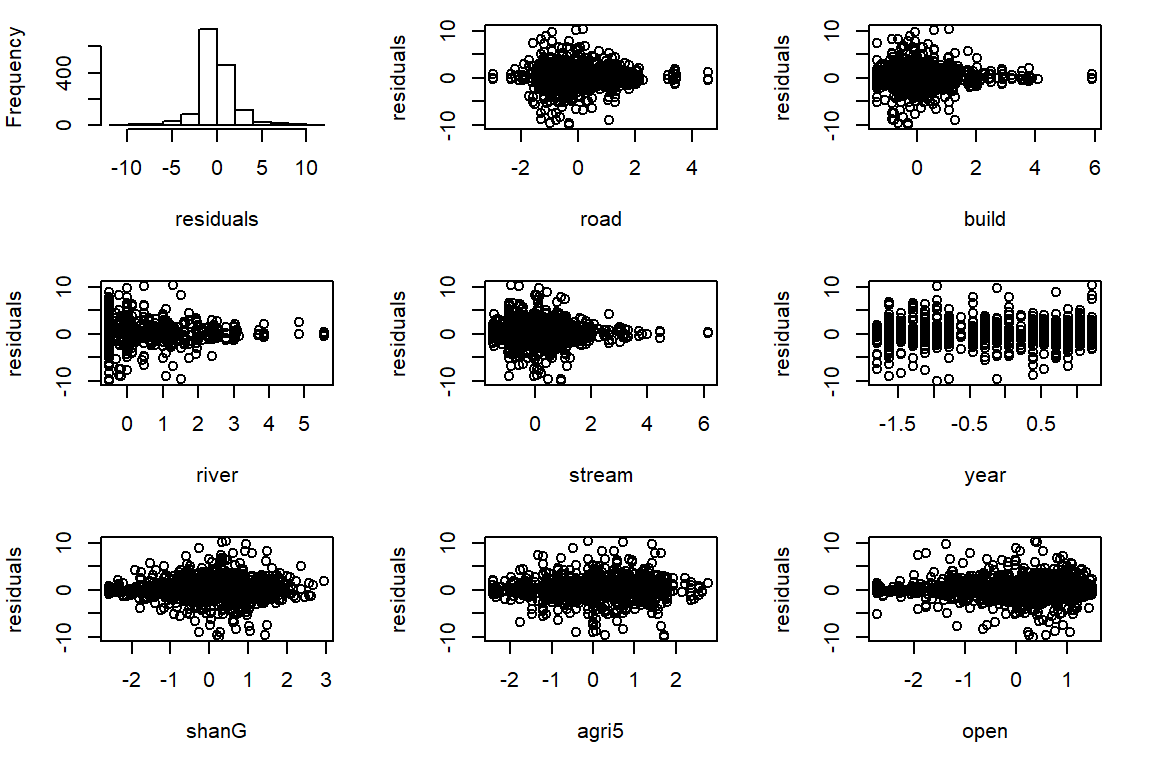 Frequency
0 400
-10 -5 0 5 10
residuals
residuals
-10 0 10
-2 0 2 4
road
residuals
-10 0 10
0 2 4 6
build
residuals
-10 0 10
0 1 2 3 4 5
river
residuals
-10 0 10
0 2 4 6
stream
residuals
-10 0 10
-1.5 -0.5 0.5
year
residuals
-10 0 10
-2 -1 0 1 2 3
shanG
residuals
-10 0 10
-2 -1 0 1 2
agri5
residuals
-10 0 10
-2 -1 0 1
open